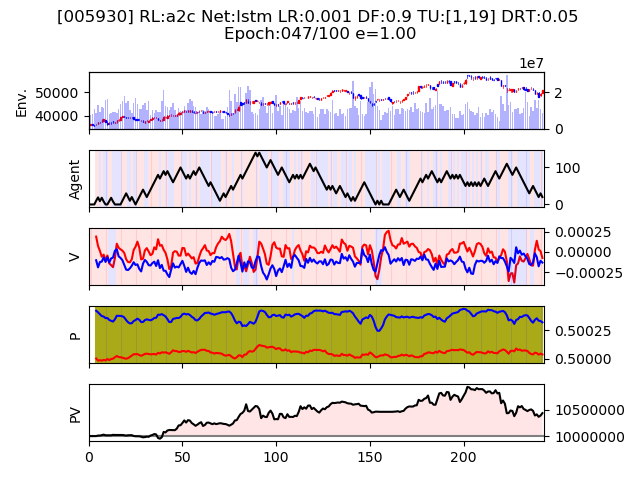 [005930] RL:a2c Net:lstm LR:0.001 DF:0.9 TU:[1,19] DRT:0.05
Epoch:047/100 e=1.00
1e7
Env.
50000
40000
2
0
Agent
100
0
V
0.00025
0.00000
−0.00025
P
0.50025
0.50000
PV
10500000
10000000
0
50
100
150
200